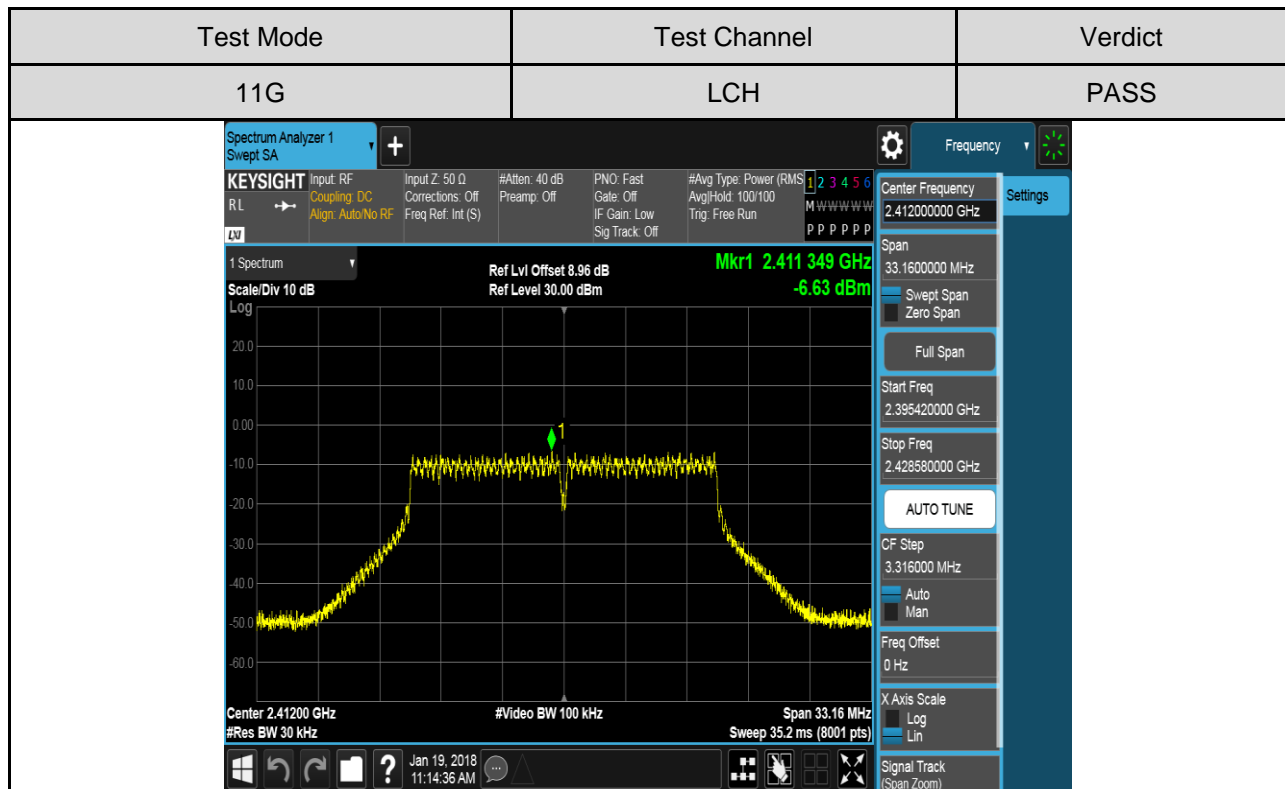 Test Mode Test Channel Verdict
11G LCH PASS
Spectrum Analyzer 1
Swept SA
+
Frequency
KEYSIGHT
RL
LXI
Input: RF
Coupling: DC
Align: Auto/No RF
Input Z: 50 Ω
Corrections: Off
Freq Ref: Int (S)
#Atten: 40 dB
Preamp: Off
PNO: Fast
Gate: Off
IF Gain: Low
Sig Track: Off
#Avg Type: Power (RMS
Avg|Hold: 100/100
Trig: Free Run
1 2 3 4 5 6
M W W W W W
P P P P P P
1 Spectrum
Scale/Div 10 dB
Log
Ref Lvl Offset 8.96 dB
Ref Level 30.00 dBm
Mkr1 2.411 349 GHz
-6.63 dBm
20.0
10.0
0.00
1
-10.0
-20.0
-30.0
-40.0
-50.0
-60.0
Center 2.41200 GHz #Video BW 100 kHz Span 33.16 MHz
#Res BW 30 kHz Sweep 35.2 ms (8001 pts)
?
Jan 19, 2018
11:14:36 AM
Center Frequency
2.412000000 GHz
Settings
Span
33.1600000 MHz
Swept Span
Zero Span
Full Span
Start Freq
2.395420000 GHz
Stop Freq
2.428580000 GHz
AUTO TUNE
CF Step
3.316000 MHz
Auto
Man
Freq Offset
0 Hz
X Axis Scale
Log
Lin
Signal Track
(Span Zoom)